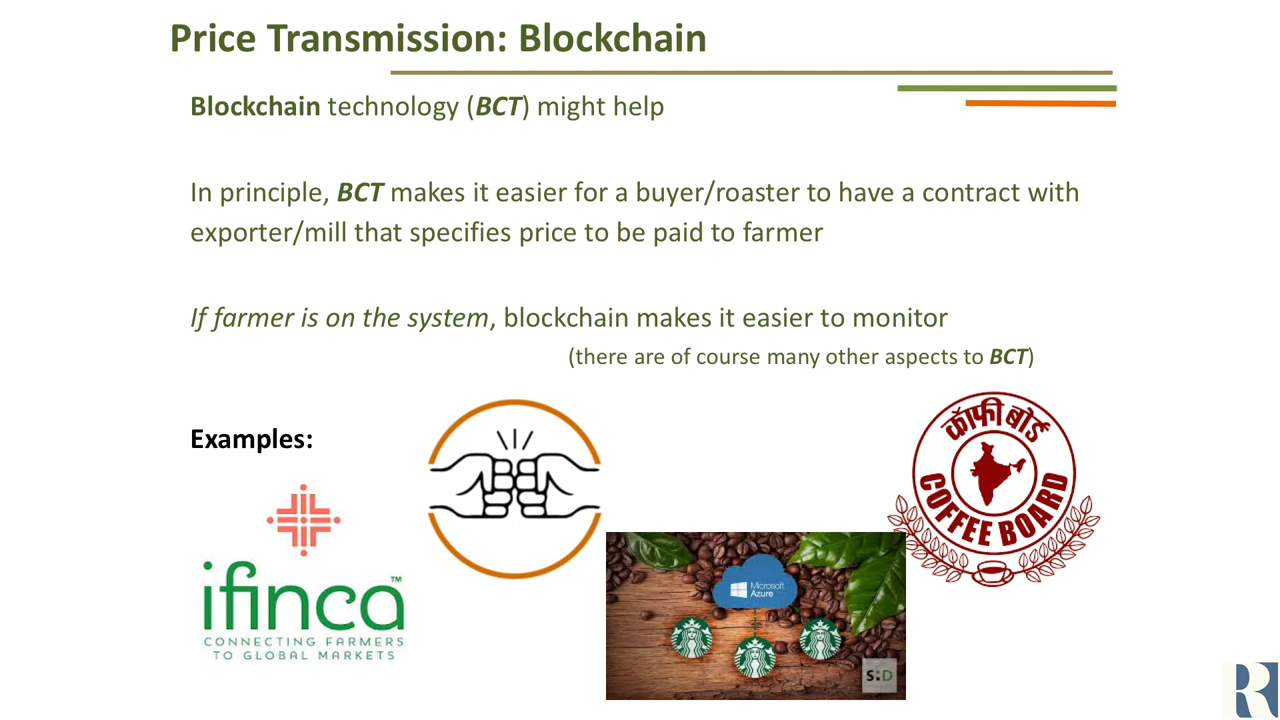 Price Transmission: Blockchain
Blockchain technology (BCT) might help
In principle, BCT makes it easier for a buyer/roaster to have a contract with
exporter/mill that specifies price to be paid to farmer
If farmer is on the system, blockchain makes it easier to monitor
(there are of course many other aspects to BCT)
Examples:
ifinca™
CONNECTING FARMERS
TO GLOBAL MARKETS
Microsoft
Azure
S:D
कॉफी बोर्ड
COFFEE BOARD
R